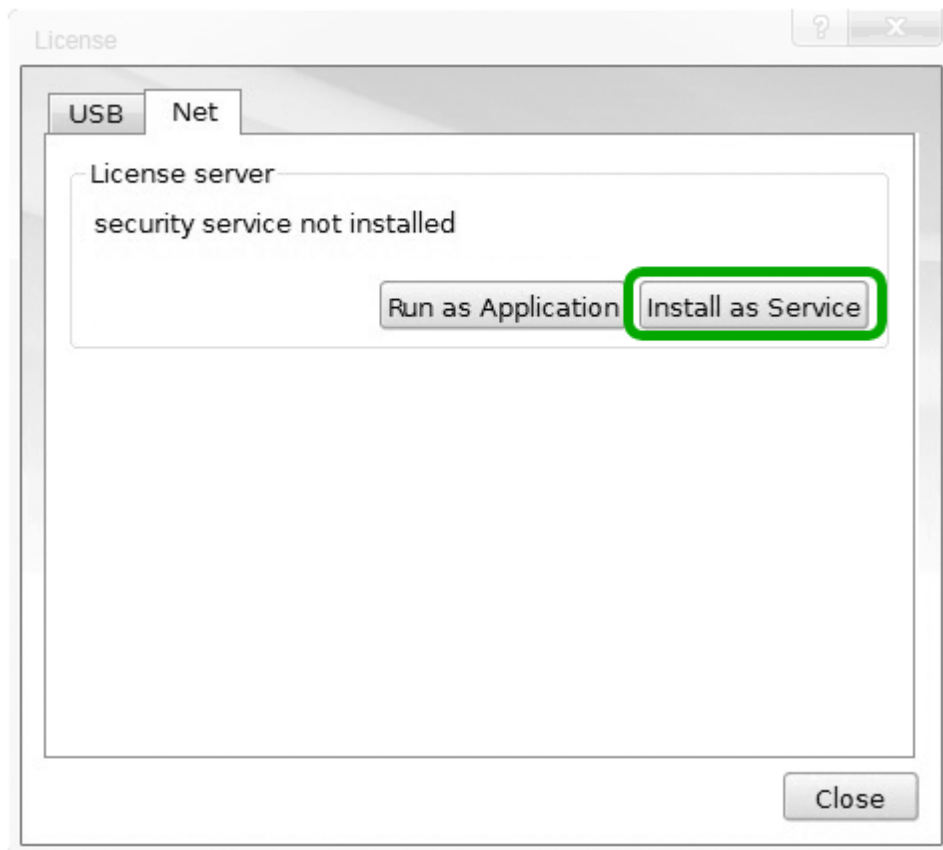 License
? X
USB Net
License server
security service not installed
Run as Application Install as Service
Close